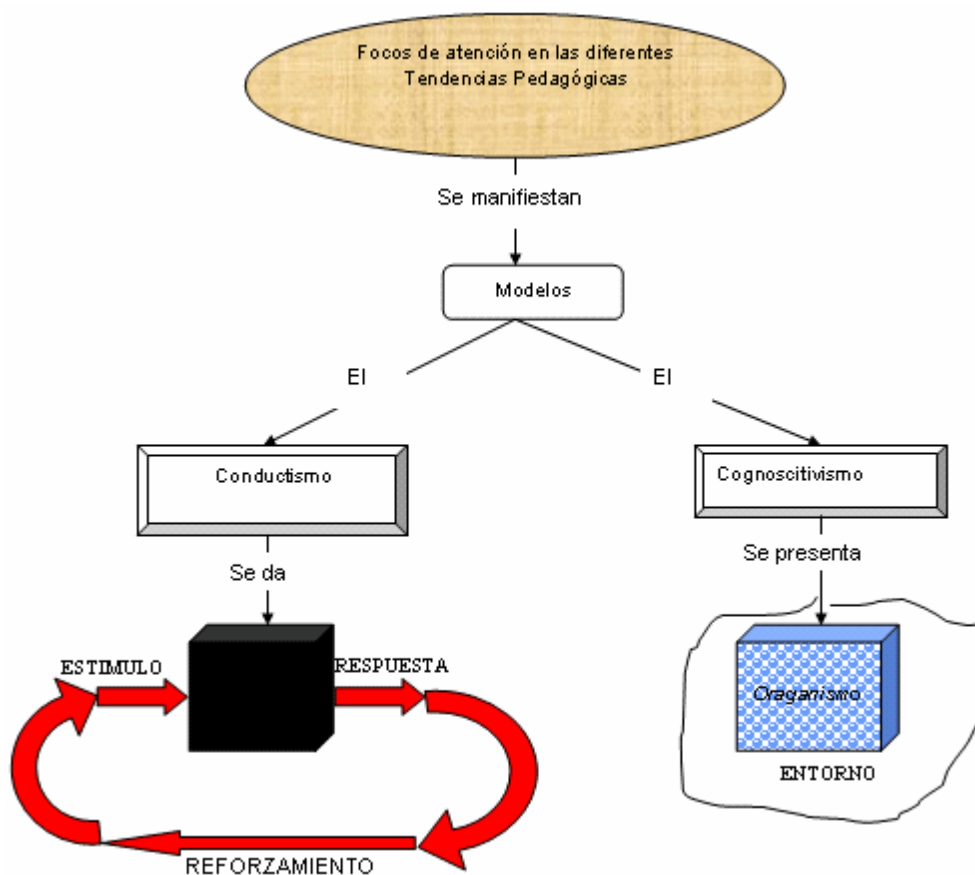 Focos de atención en las diferentes
Tendencias Pedagógicas
Se manifiestan
Modelos
El
El
Conductismo
Cognoscitivismo
Se da
Se presenta
ESTIMULO
RESPUESTA
Oraganismo
ENTORNO
REFORZAMIENTO